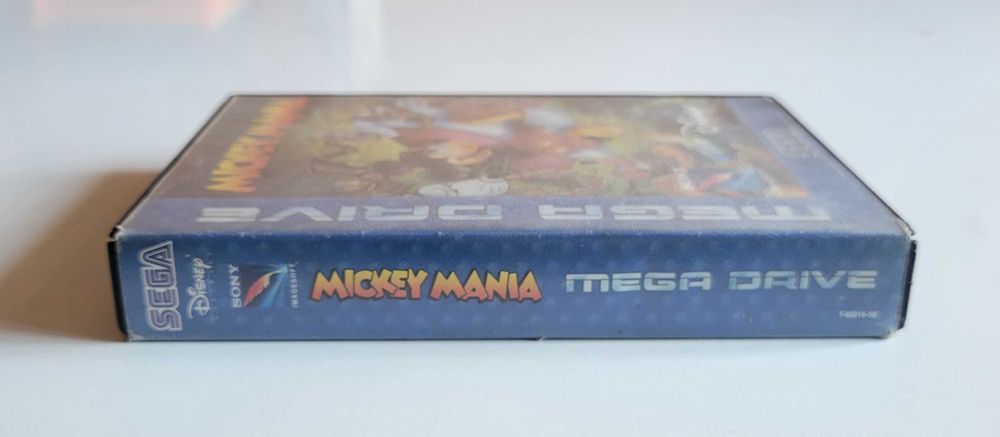 MICKEY MANIA
MEGA DRIVE
SEGA
DISNEY
SONY
IMAGESOFT
MICKEY MANIA
MEGA DRIVE